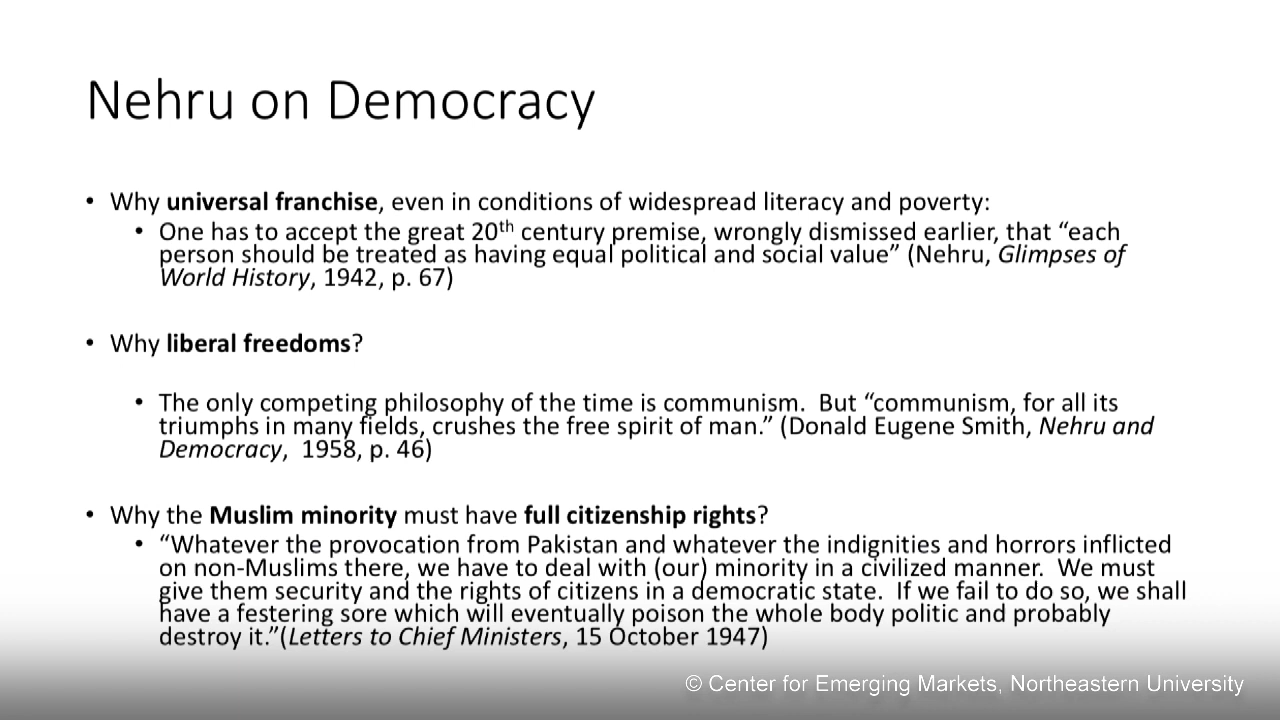 Nehru on Democracy
• Why universal franchise, even in conditions of widespread literacy and poverty:
• One has to accept the great 20th century premise, wrongly dismissed earlier, that “each
person should be treated as having equal political and social value” (Nehru, Glimpses of
World History, 1942, p. 67)
• Why liberal freedoms?
• The only competing philosophy of the time is communism.  But “communism, for all its
triumphs in many fields, crushes the free spirit of man.” (Donald Eugene Smith, Nehru and
Democracy,  1958, p. 46)
• Why the Muslim minority must have full citizenship rights?
• “Whatever the provocation from Pakistan and whatever the indignities and horrors inflicted
on non-Muslims there, we have to deal with (our) minority in a civilized manner.  We must
give them security and the rights of citizens in a democratic state.  If we fail to do so, we shall
have a festering sore which will eventually poison the whole body politic and probably
destroy it.”(Letters to Chief Ministers, 15 October 1947)
© Center for Emerging Markets, Northeastern University